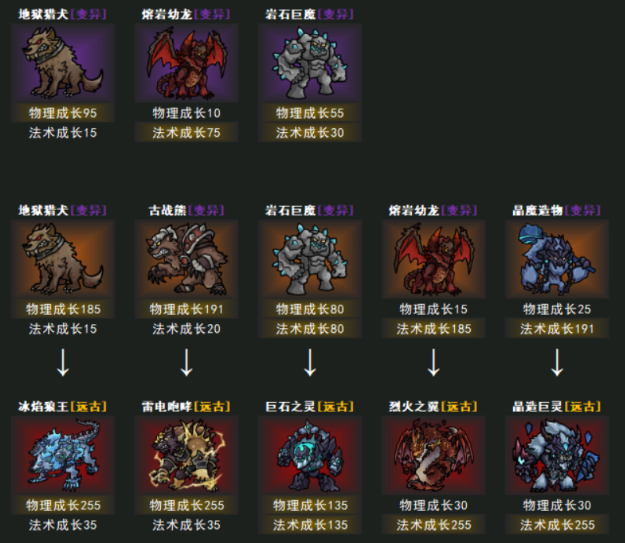 地狱猎犬[变异] 熔岩幼龙[变异] 岩石巨魔[变异]
物理成长95 物理成长10 物理成长55
法术成长15 法术成长75 法术成长30
地狱猎犬[变异] 古战熊[变异] 岩石巨魔[变异] 熔岩幼龙[变异] 晶魔造物[变异]
物理成长185 物理成长191 物理成长80 物理成长15 物理成长25
法术成长15 法术成长20 法术成长80 法术成长185 法术成长191
冰焰狼王[远古] 雷电咆哮[远古] 巨石之灵[远古] 烈火之翼[远古] 晶造巨灵[远古]
物理成长255 物理成长255 物理成长135 物理成长30 物理成长30
法术成长35 法术成长35 法术成长135 法术成长255 法术成长255